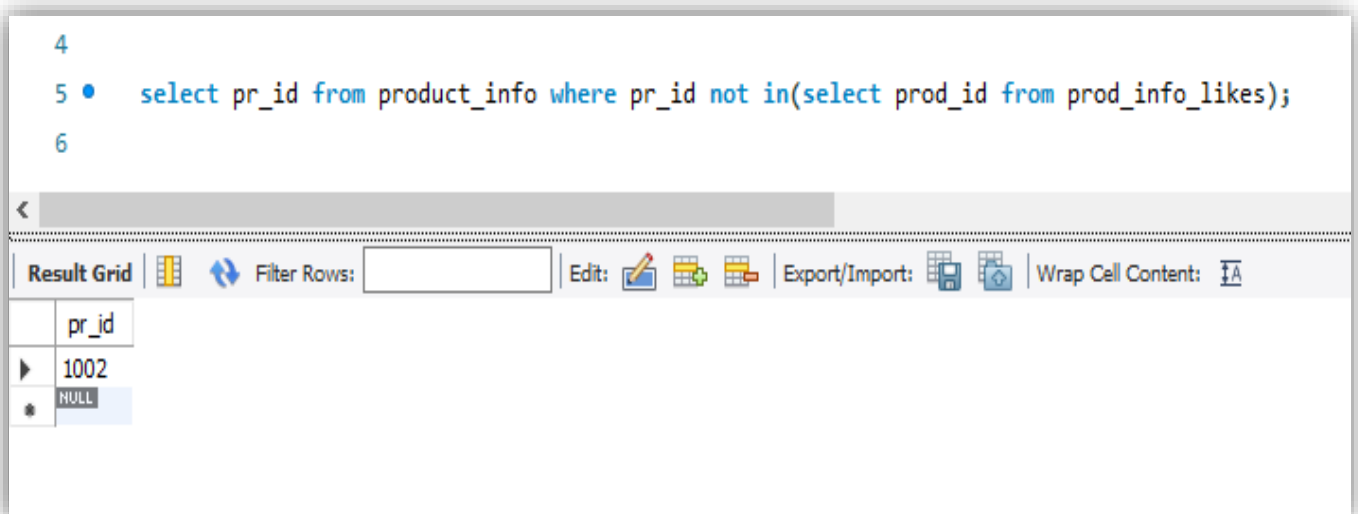 4
5 select pr_id from product_info where pr_id not in(select prod_id from prod_info_likes);
6
Result Grid Filter Rows: Edit: Export/Import: Wrap Cell Content: IA
pr_id
1002
NULL